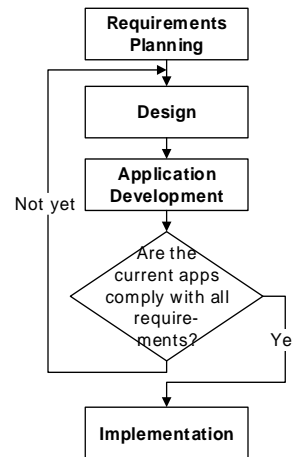 Requirements
Planning
Design
Application
Development
Not yet
Are the
current apps
comply with all
require-
ments?
Ye
Implementation